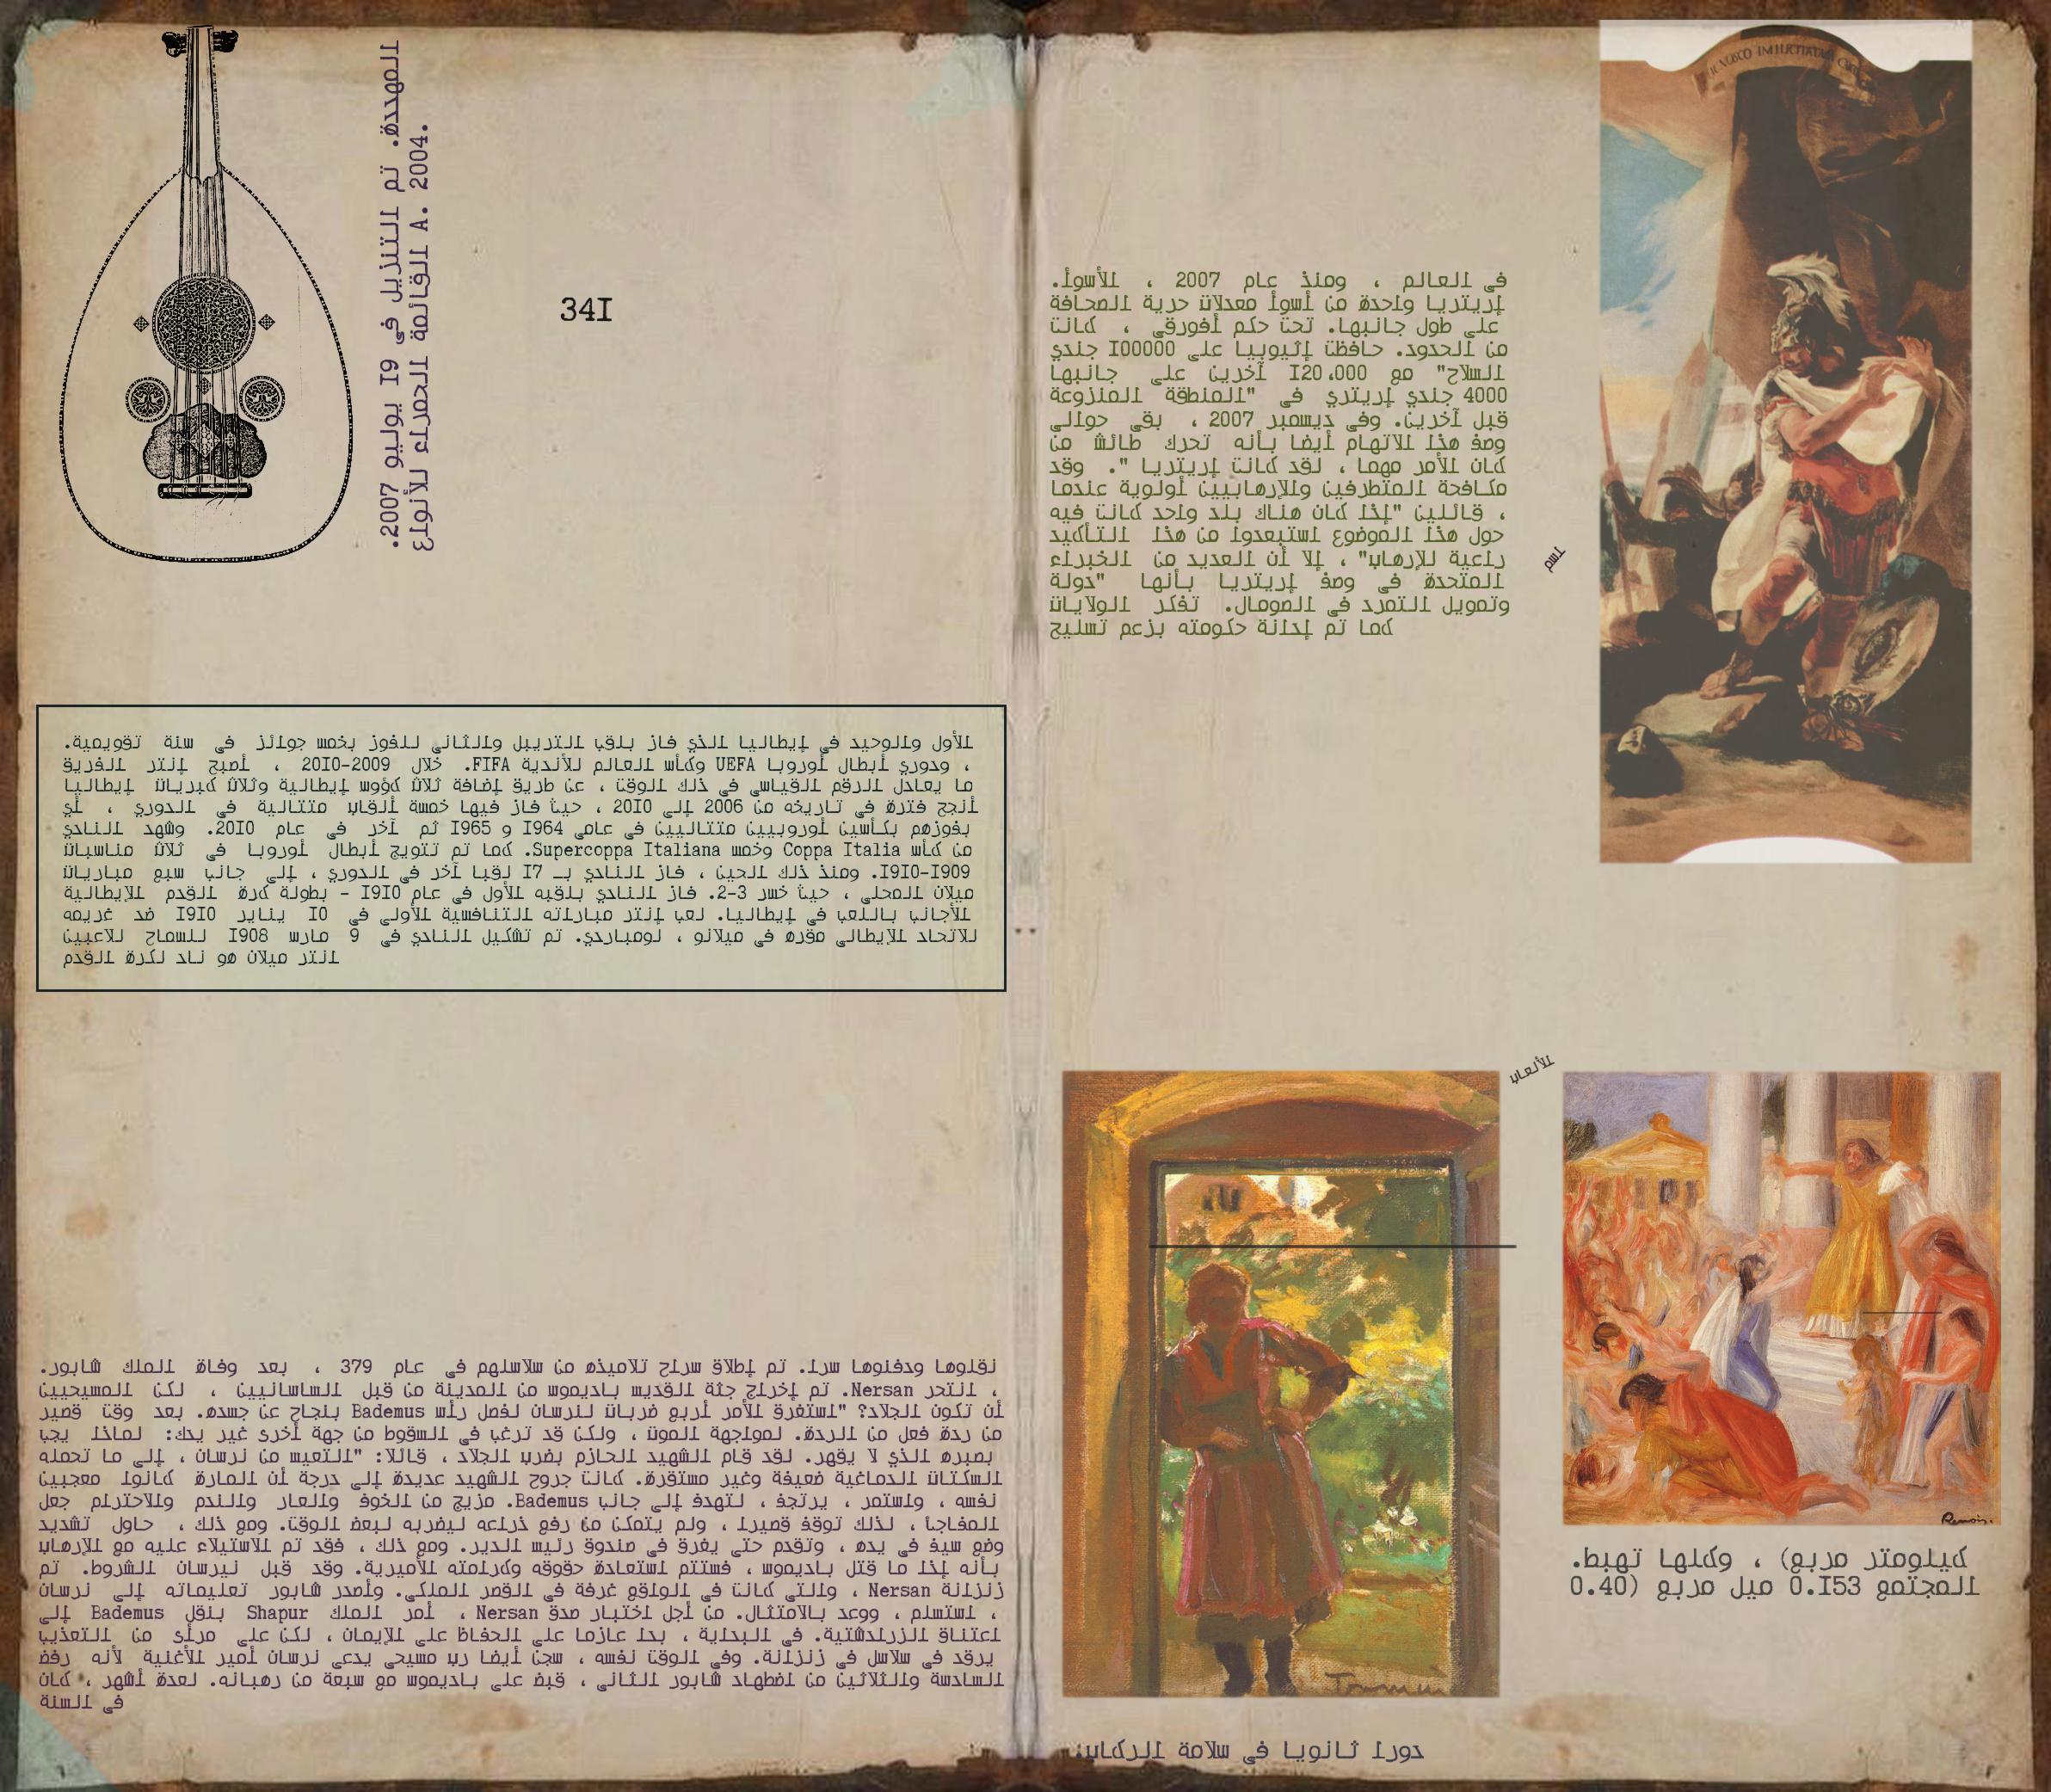 المهددة. تم التنزيل في 19 يوليو 2007.
القائمة الحمراء للأنواع A. 2004.
341
في العالم ، ومنذ عام 2007 ، الأسوأ.
إريتريا واحدة من أسوأ معدلات حرية الصحافة
على طول جانبها. تحت حكم أفورقي ، كانت
من الحدود. حافظت إثيوبيا على 100000 جندي
السلاح" مع 120،000 آخرين على جانبها
4000 جندي إريتري في "المنطقة المنزوعة
قبل آخرين. وفي ديسمبر 2007 ، بقي حوالي
وصف هذا الاتهام أيضا بأنه تحرك طائش من
كان الأمر مهما ، لقد كانت إريتريا ". وقد
مكافحة المتطرفين والإرهابيين أولوية عندما
، قائلين "إذا كان هناك بلد واحد كانت فيه
حول هذا الموضوع استبعدوا من هذا التأكيد
راعية للإرهاب" ، إلا أن العديد من الخبراء
المتحدة في وصف إريتريا بأنها "دولة
وتمويل التمرد في الصومال. تفكر الولايات
كما تم إدانة حكومته بزعم تسليح
اسم
الأول والوحيد في إيطاليا الذي فاز بلقب التريبل والثاني للفوز بخمس جوائز في سنة تقويمية.
، ودوري أبطال أوروبا UEFA وكأس العالم للأندية FIFA. خلال 2009-2010 ، أصبح إنتر الفريق
ما يعادل الرقم القياسي في ذلك الوقت ، عن طريق إضافة ثلاث كؤوس إيطالية وثلاث كبريات إيطاليا
أنجح فترة في تاريخه من 2006 إلى 2010 ، حيث فاز فيها خمسة ألقاب متتالية في الدوري ، أي
بفوزهم بكأسين أوروبيين متتاليين في عامي 1964 و 1965 ثم آخر في عام 2010. وشهد النادي
من كأس Coppa Italia وخمس Supercoppa Italiana. كما تم تتويج أبطال أوروبا في ثلاث مناسبات
1909-1910. ومنذ ذلك الحين ، فاز النادي بـ 17 لقبا آخر في الدوري ، إلى جانب سبع مباريات
ميلان المحلي ، حيث خسر 3-2. فاز النادي بلقبه الأول في عام 1910 - بطولة كرة القدم الإيطالية
الأجانب باللعب في إيطاليا. لعب إنتر مباراته التنافسية الأولى في 10 يناير 1910 ضد غريمه
للاتحاد الإيطالي مقره في ميلانو ، لومباردي. تم تشكيل النادي في 9 مارس 1908 للسماح للاعبين
انتر ميلان هو ناد لكرة القدم
الألعاب
نقلوها ودفنوها سرا. تم إطلاق سراح تلاميذه من سلاسلهم في عام 379 ، بعد وفاة الملك شابور.
، انتحر Nersan. تم إخراج جثة القديس باديموس من المدينة من قبل الساسانيين ، لكن المسيحيين
أن تكون الجلاد؟ "استغرق الأمر أربع ضربات لنرسان لفصل رأس Bademus بنجاح عن جسده. بعد وقت قصير
من ردة فعل من الردة. لمواجهة الموت ، ولكن قد ترغب في السقوط من جهة أخرى غير يدك: لماذا يجب
بصبره الذي لا يقهر. لقد قام الشهيد الحازم بضرب الجلاد ، قائلا: "التعيس من نرسان ، إلى ما تحمله
السكتات الدماغية ضعيفة وغير مستقرة. كانت جروح الشهيد عديدة إلى درجة أن المارة كانوا معجبين
نفسه ، واستمر ، يرتجف ، لتهدف إلى جانب Bademus. مزيج من الخوف والعار والندم والاحترام جعل
المفاجأ ، لذلك توقف قصيرا ، ولم يتمكن من رفع ذراعه ليضربه لبعض الوقت. ومع ذلك ، حاول تشديد
وضع سيف في يده ، وتقدم حتى يغرق في صندوق رئيس الدير. ومع ذلك ، فقد تم الاستيلاء عليه مع الإرهاب
بأنه إذا ما قتل باديموس ، فستتم استعادة حقوقه وكرامته الأميرية. وقد قبل نيرسان الشروط. تم
زنزانة Nersan ، والتي كانت في الواقع غرفة في القصر الملكي. وأصدر شابور تعليماته إلى نرسان
، استسلم ، ووعد بالامتثال. من أجل اختبار صدق Nersan ، أمر الملك Shapur بنقل Bademus إلى
اعتناق الزرادشتية. في البداية ، بدا عازما على الحفاظ على الإيمان ، لكن على مرأى من التعذيب
يرقد في سلاسل في زنزانة. وفي الوقت نفسه ، سجن أيضا رب مسيحي يدعى نرسان أمير الأغنية لأنه رفض
السادسة والثلاثين من اضطهاد شابور الثاني ، قبض على باديموس مع سبعة من رهبانه. لعدة أشهر ، كان
في السنة
Renoir.
كيلومتر مربع) ، وكلها تهبط.
المجتمع 0.153 ميل مربع (0.40
دورا ثانويا في سلامة الركاب.